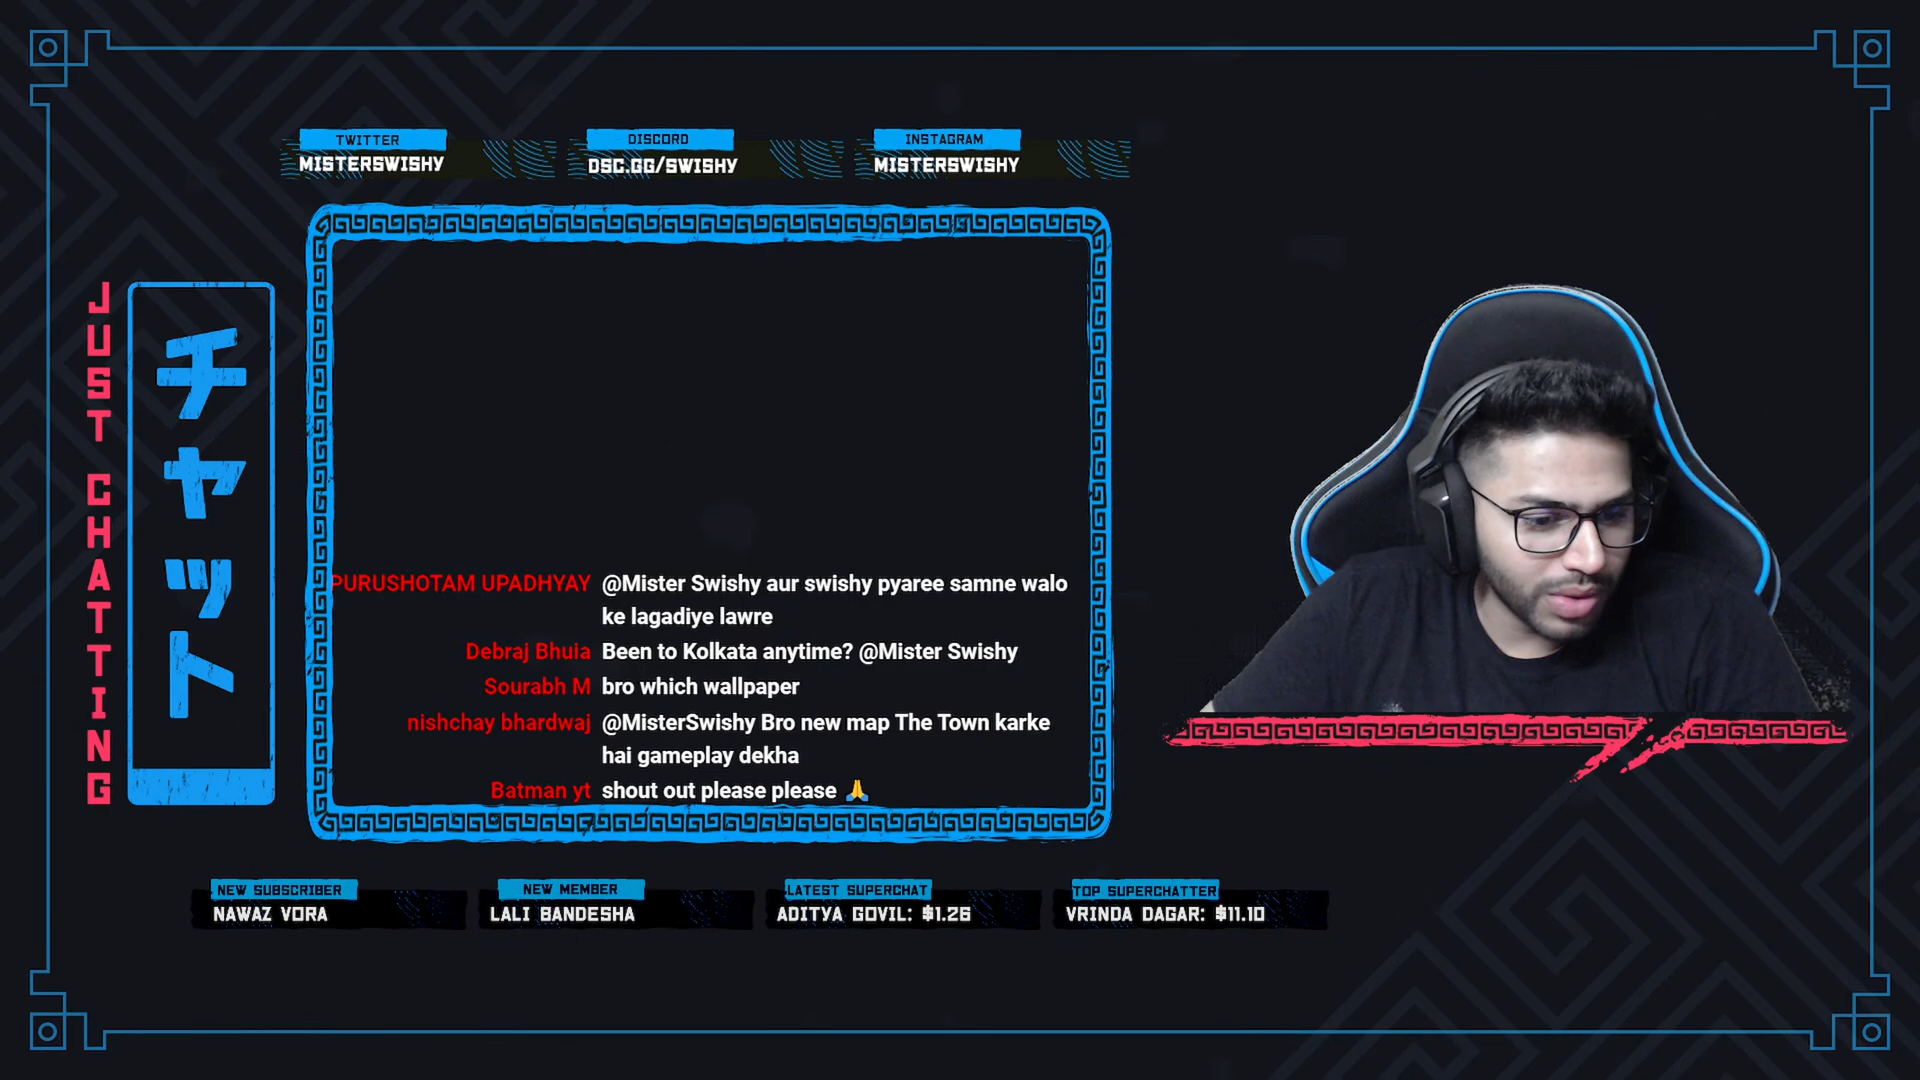 TWITTER
MISTERSWISHY
DISCORD
DSC.GG/SWISHY
INSTAGRAM
MISTERSWISHY
JUST CHATTING
チャット
PURUSHOTAM UPADHYAY @Mister Swishy aur swishy pyaree samne walo
ke lagadiye lawre
Debraj Bhuia Been to Kolkata anytime? @Mister Swishy
Sourabh M bro which wallpaper
nishchay bhardwaj @MisterSwishy Bro new map The Town karke
hai gameplay dekha
Batman yt shout out please please 🙏
NEW SUBSCRIBER
NAWAZ VORA
NEW MEMBER
LALI BANDESHA
LATEST SUPERCHAT
ADITYA GOVIL: $1.26
TOP SUPERCHATTER
VRINDA DAGAR: $11.10